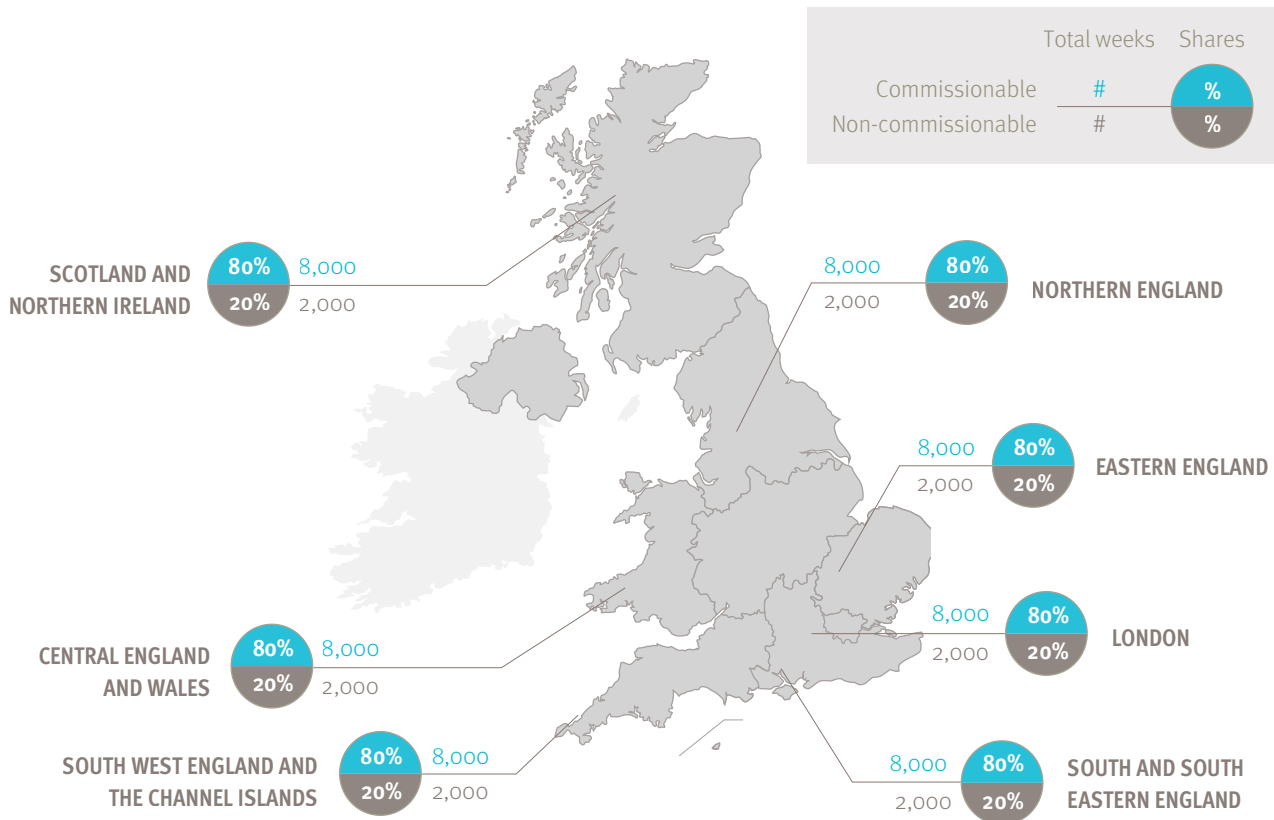 Total weeks Shares
Commissionable # %
Non-commissionable # %
SCOTLAND AND
NORTHERN IRELAND
80% 8,000
20% 2,000
8,000 80%
2,000 20%
NORTHERN ENGLAND
8,000 80%
2,000 20%
EASTERN ENGLAND
8,000 80%
2,000 20%
LONDON
CENTRAL ENGLAND
AND WALES
80% 8,000
20% 2,000
SOUTH WEST ENGLAND AND
THE CHANNEL ISLANDS
80% 8,000
20% 2,000
8,000 80%
2,000 20%
SOUTH AND SOUTH
EASTERN ENGLAND